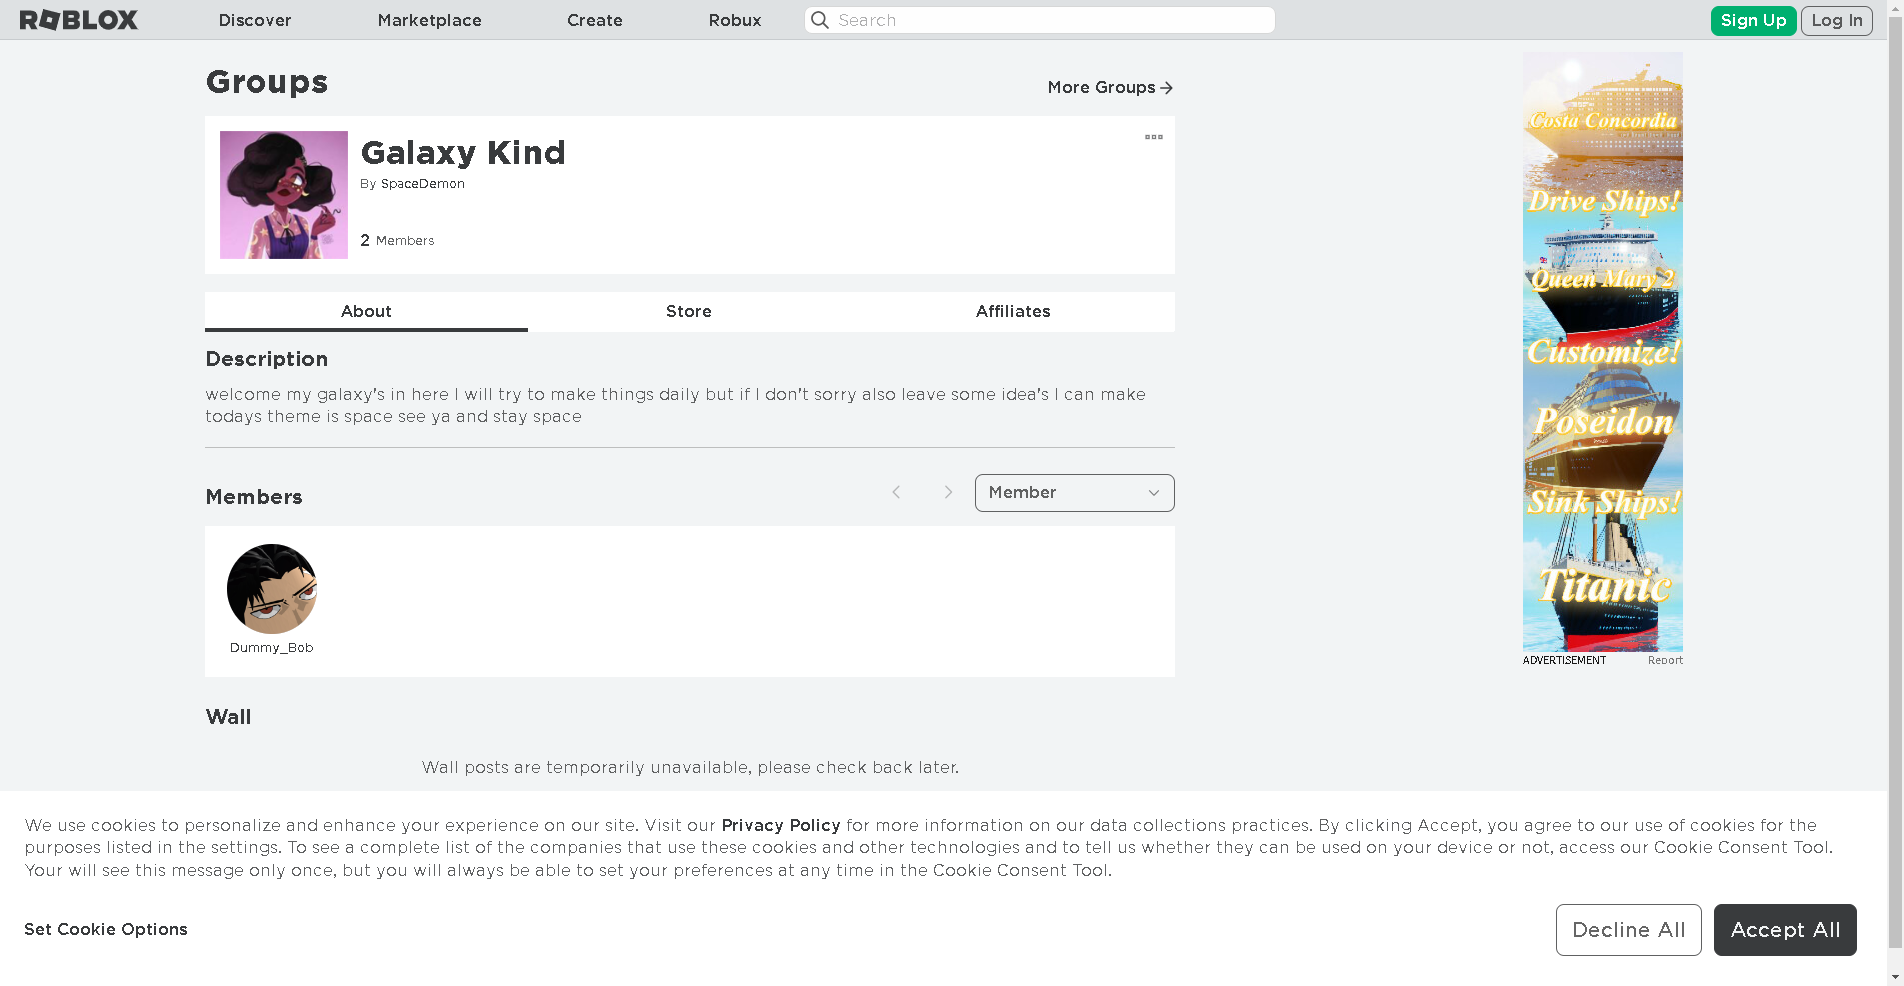 ROBLOX
Discover
Marketplace
Create
Robux
Search
Sign Up
Log In
Groups
More Groups
Galaxy Kind
By SpaceDemon
2 Members
About
Store
Affiliates
Description
welcome my galaxy's in here I will try to make things daily but if I don't sorry also leave some idea's I can make
todays theme is space see ya and stay space
Members
Member
Dummy_Bob
Wall
Wall posts are temporarily unavailable, please check back later.
Costa Concordia
Drive Ships!
Queen Mary 2
Customize!
Poseidon
Sink Ships!
Titanic
ADVERTISEMENT
Report
We use cookies to personalize and enhance your experience on our site. Visit our Privacy Policy for more information on our data collections practices. By clicking Accept, you agree to our use of cookies for the
purposes listed in the settings. To see a complete list of the companies that use these cookies and other technologies and to tell us whether they can be used on your device or not, access our Cookie Consent Tool.
Your will see this message only once, but you will always be able to set your preferences at any time in the Cookie Consent Tool.
Set Cookie Options
Decline All
Accept All